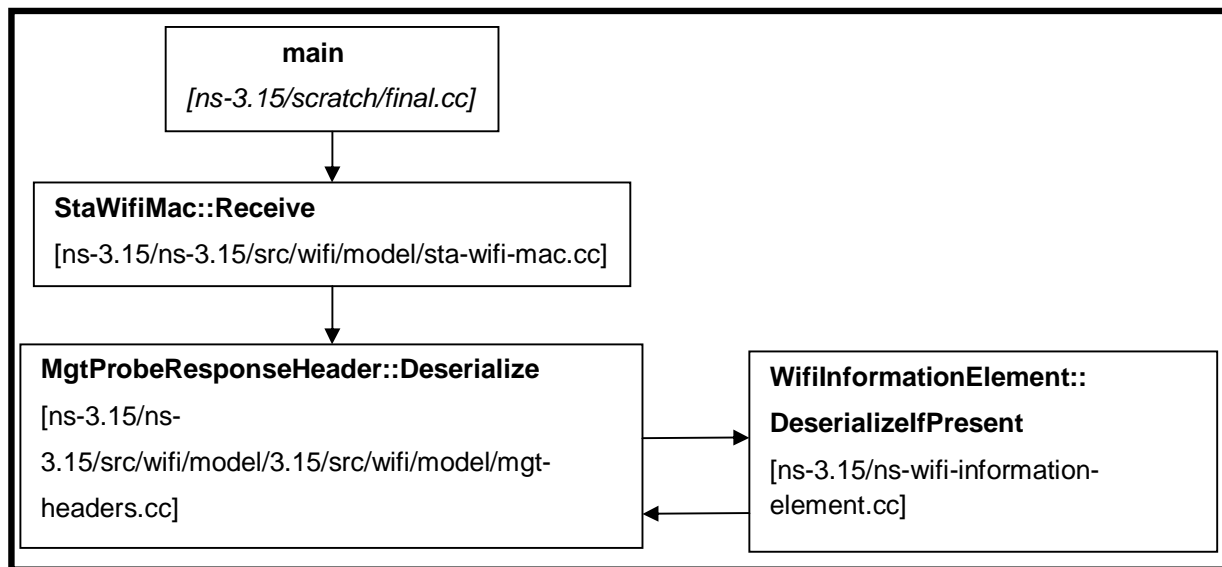 main
[ns-3.15/scratch/final.cc]
StaWifiMac::Receive
[ns-3.15/ns-3.15/src/wifi/model/sta-wifi-mac.cc]
MgtProbeResponseHeader::Deserialize
[ns-3.15/ns-
3.15/src/wifi/model/3.15/src/wifi/model/mgt-
headers.cc]
WifiInformationElement::
DeserializeIfPresent
[ns-3.15/ns-wifi-information-
element.cc]